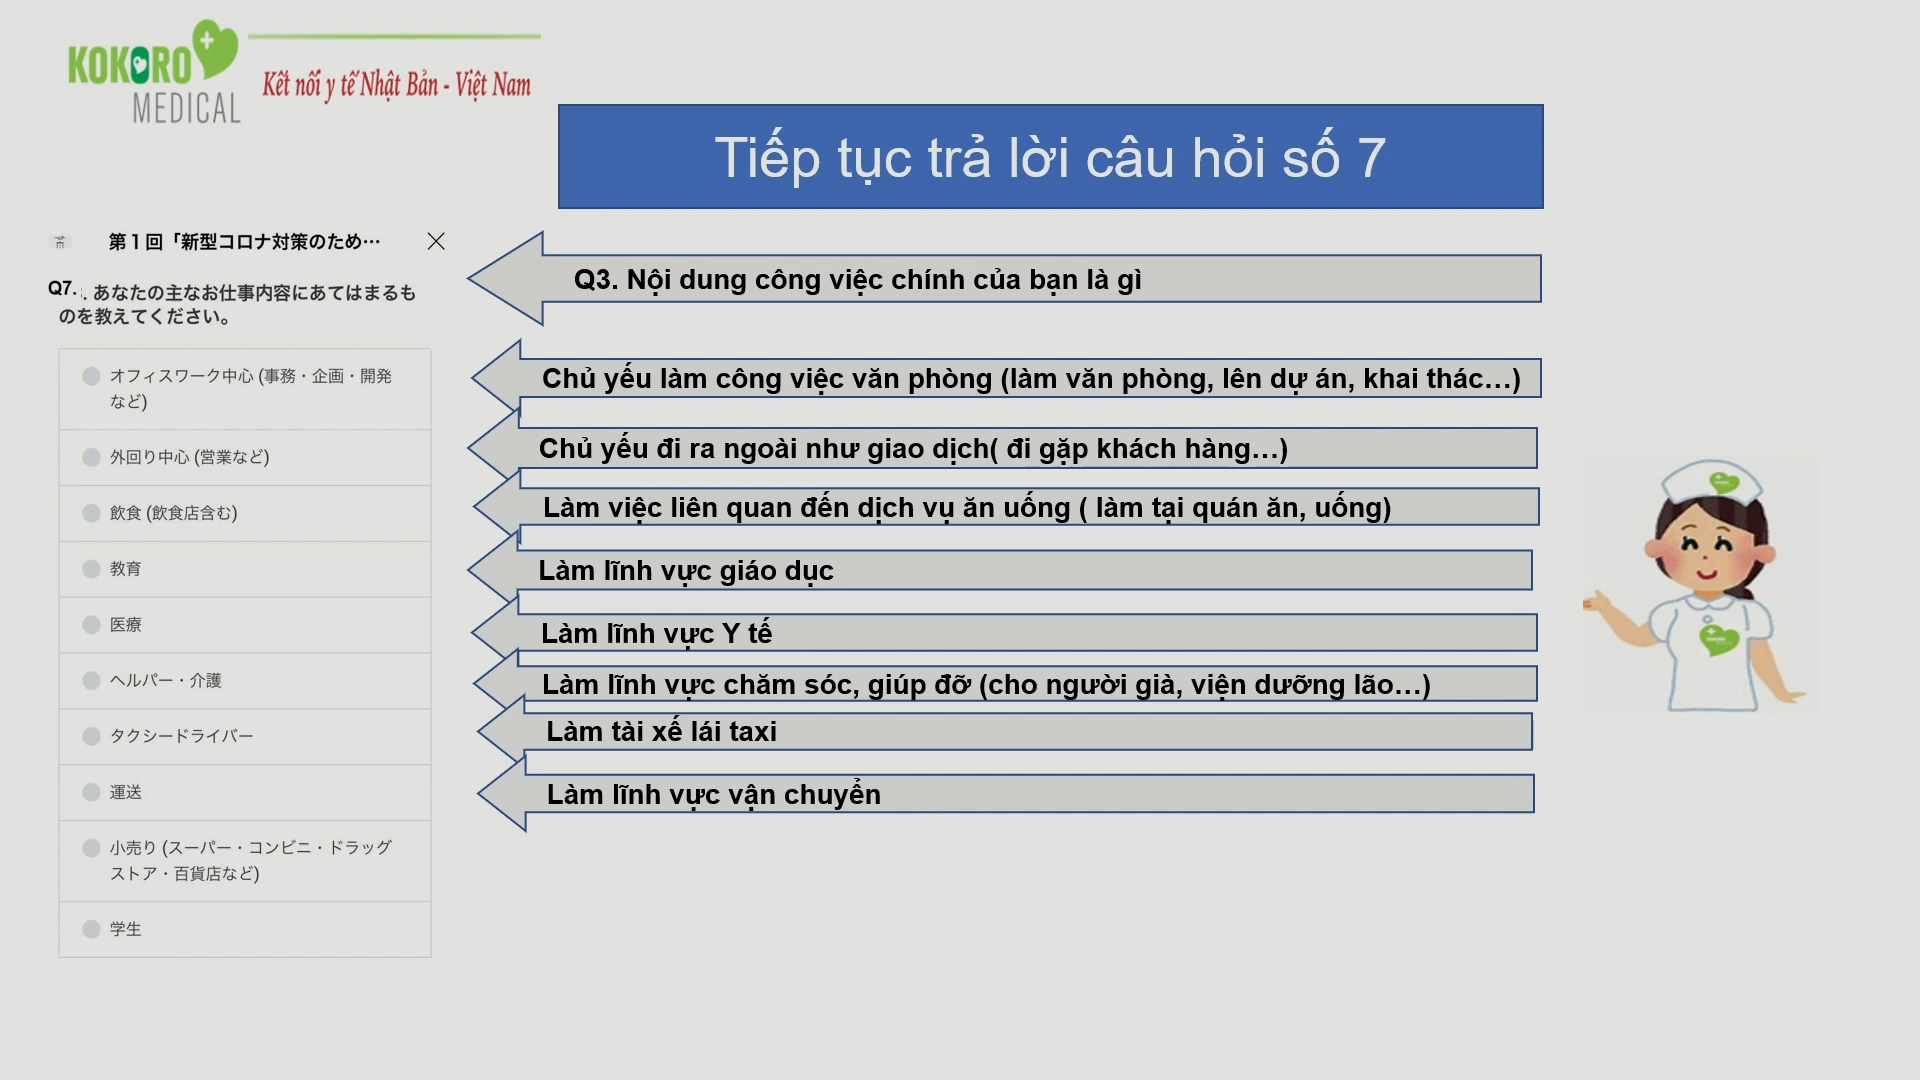 KOKORO
MEDICAL
Kết nối y tế Nhật Bản - Việt Nam
Tiếp tục trả lời câu hỏi số 7
第1回「新型コロナ対策のため…
Q7. あなたの主なお仕事内容にあてはまるも
のを教えてください。
オフィスワーク中心 (事務・企画・開発
など)
外回り中心 (営業など)
飲食 (飲食店含む)
教育
医療
ヘルパー・介護
タクシードライバー
運送
小売り (スーパー・コンビニ・ドラッグ
ストア・百貨店など)
学生
Q3. Nội dung công việc chính của bạn là gì
Chủ yếu làm công việc văn phòng (làm văn phòng, lên dự án, khai thác…)
Chủ yếu đi ra ngoài như giao dịch( đi gặp khách hàng…)
Làm việc liên quan đến dịch vụ ăn uống ( làm tại quán ăn, uống)
Làm lĩnh vực giáo dục
Làm lĩnh vực Y tế
Làm lĩnh vực chăm sóc, giúp đỡ (cho người già, viện dưỡng lão…)
Làm tài xế lái taxi
Làm lĩnh vực vận chuyển